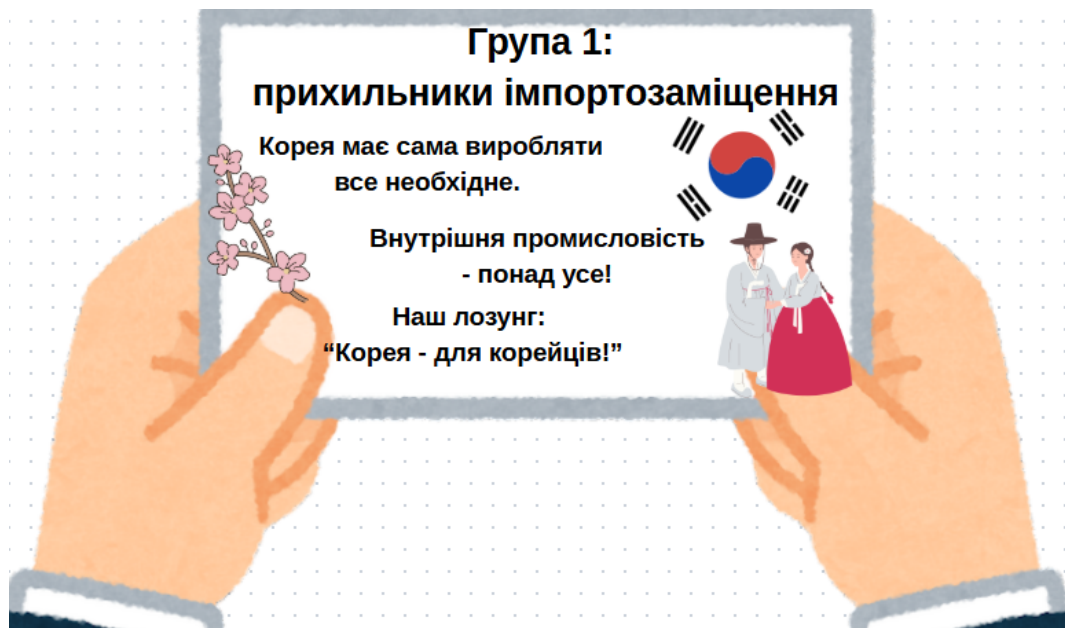 Група 1:
прихильники імпортозаміщення
Корея має сама виробляти
все необхідне.
Внутрішня промисловість
- понад усе!
Наш лозунг:
“Корея - для корейців!”